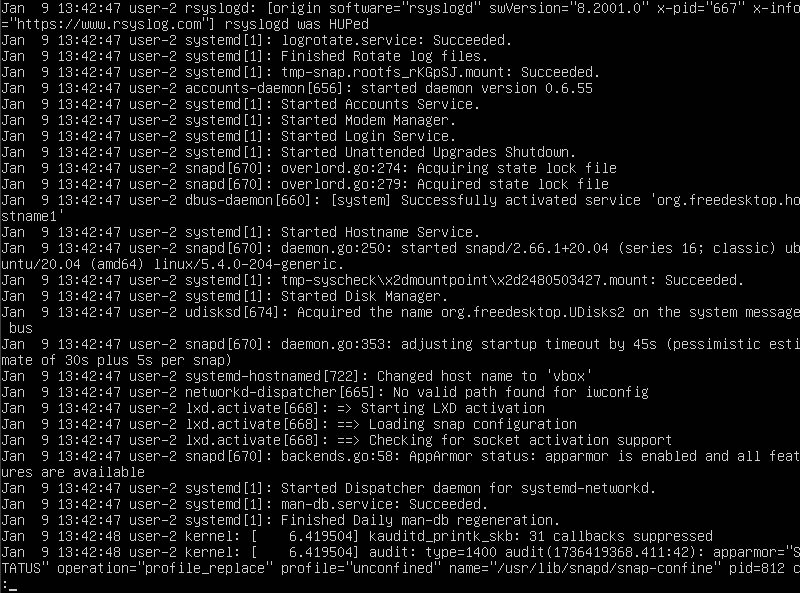 Jan  9 13:42:47 user-2 rsyslogd: [origin software="rsyslogd" swVersion="8.2001.0" x-pid="667" x-info
="https://www.rsyslog.com"] rsyslogd was HUPed
Jan  9 13:42:47 user-2 systemd[1]: logrotate.service: Succeeded.
Jan  9 13:42:47 user-2 systemd[1]: Finished Rotate log files.
Jan  9 13:42:47 user-2 systemd[1]: tmp-snap.rootfs_rKGpSJ.mount: Succeeded.
Jan  9 13:42:47 user-2 accounts-daemon[656]: started daemon version 0.6.55
Jan  9 13:42:47 user-2 systemd[1]: Started Accounts Service.
Jan  9 13:42:47 user-2 systemd[1]: Started Modem Manager.
Jan  9 13:42:47 user-2 systemd[1]: Started Login Service.
Jan  9 13:42:47 user-2 systemd[1]: Started Unattended Upgrades Shutdown.
Jan  9 13:42:47 user-2 snapd[670]: overlord.go:274: Acquiring state lock file
Jan  9 13:42:47 user-2 snapd[670]: overlord.go:279: Acquired state lock file
Jan  9 13:42:47 user-2 dbus-daemon[660]: [system] Successfully activated service 'org.freedesktop.ho
stname1'
Jan  9 13:42:47 user-2 systemd[1]: Started Hostname Service.
Jan  9 13:42:47 user-2 snapd[670]: daemon.go:250: started snapd/2.66.1+20.04 (series 16; classic) ub
untu/20.04 (amd64) linux/5.4.0-204-generic.
Jan  9 13:42:47 user-2 systemd[1]: tmp-syscheck\x2dmountpoint\x2d2480503427.mount: Succeeded.
Jan  9 13:42:47 user-2 systemd[1]: Started Disk Manager.
Jan  9 13:42:47 user-2 udisksd[674]: Acquired the name org.freedesktop.UDisks2 on the system message
 bus
Jan  9 13:42:47 user-2 snapd[670]: daemon.go:353: adjusting startup timeout by 45s (pessimistic esti
mate of 30s plus 5s per snap)
Jan  9 13:42:47 user-2 systemd-hostnamed[722]: Changed host name to 'vbox'
Jan  9 13:42:47 user-2 networkd-dispatcher[665]: No valid path found for iwconfig
Jan  9 13:42:47 user-2 lxd.activate[668]: => Starting LXD activation
Jan  9 13:42:47 user-2 lxd.activate[668]: ==> Loading snap configuration
Jan  9 13:42:47 user-2 lxd.activate[668]: ==> Checking for socket activation support
Jan  9 13:42:47 user-2 snapd[670]: backends.go:58: AppArmor status: apparmor is enabled and all feat
ures are available
Jan  9 13:42:47 user-2 systemd[1]: Started Dispatcher daemon for systemd-networkd.
Jan  9 13:42:47 user-2 systemd[1]: man-db.service: Succeeded.
Jan  9 13:42:47 user-2 systemd[1]: Finished Daily man-db regeneration.
Jan  9 13:42:48 user-2 kernel: [    6.419504] kauditd_printk_skb: 31 callbacks suppressed
Jan  9 13:42:48 user-2 kernel: [    6.419504] audit: type=1400 audit(1736419368.411:42): apparmor="S
TATUS" operation="profile_replace" profile="unconfined" name="/usr/lib/snapd/snap-confine" pid=812 c
:_